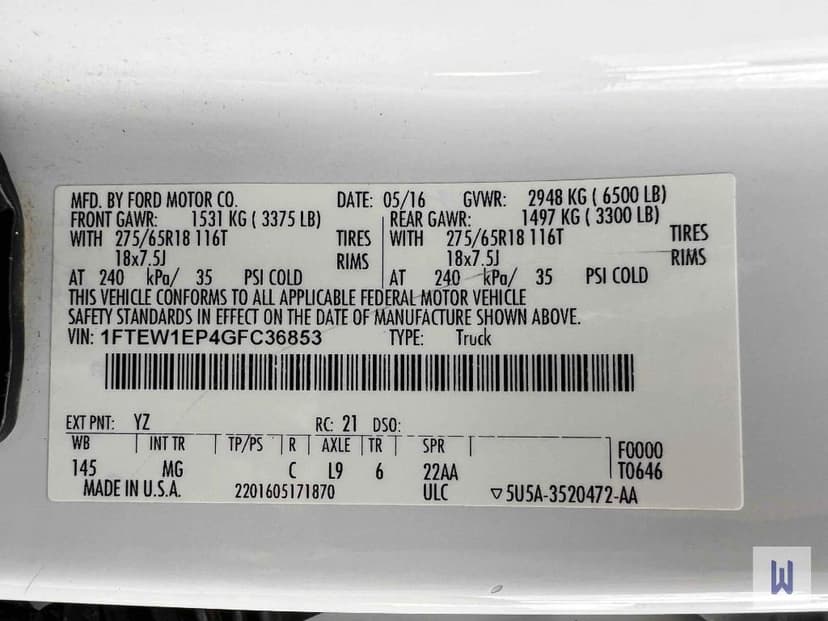 MFD. BY FORD MOTOR CO. DATE: 05/16 GVWR: 2948 KG ( 6500 LB)
FRONT GAWR: 1531 KG ( 3375 LB) REAR GAWR: 1497 KG ( 3300 LB)
WITH 275/65R18 116T TIRES WITH 275/65R18 116T TIRES
18x7.5J RIMS 18x7.5J RIMS
AT 240 kPa/ 35 PSI COLD AT 240 kPa/ 35 PSI COLD
THIS VEHICLE CONFORMS TO ALL APPLICABLE FEDERAL MOTOR VEHICLE
SAFETY STANDARDS IN EFFECT ON THE DATE OF MANUFACTURE SHOWN ABOVE.
VIN: 1FTEW1EP4GFC36853 TYPE: Truck
EXT PNT: YZ RC: 21 DSO:
WB INT TR TP/PS R AXLE TR SPR F0000
145 MG C L9 6 22AA T0646
MADE IN U.S.A. 2201605171870 ULC ▽5U5A-3520472-AA
W